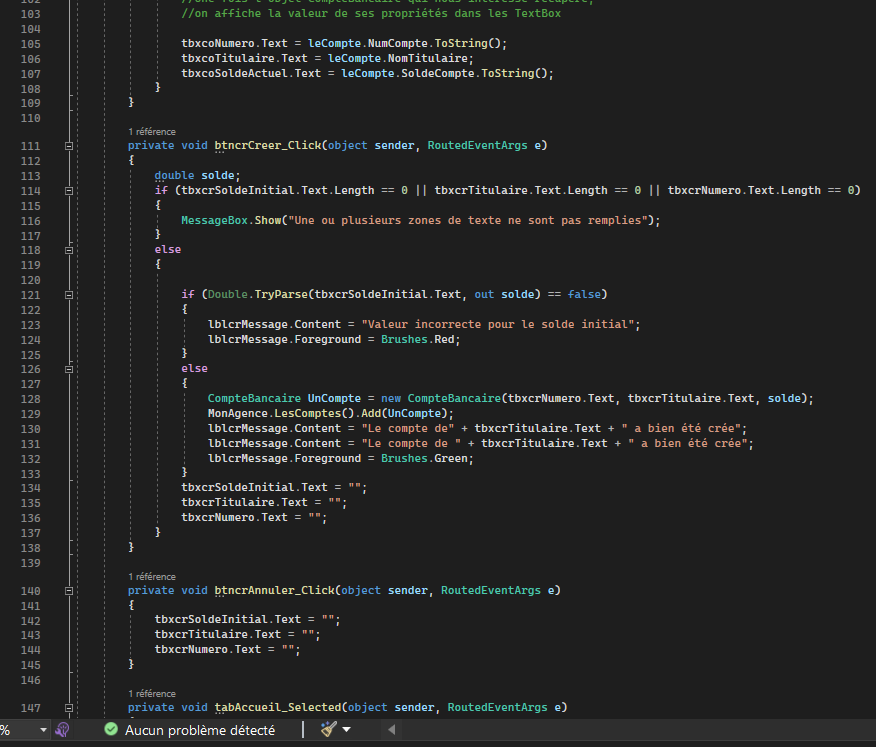 103 //on affiche la valeur de ses propriétés dans les TextBox
104
105 tbxcoNumero.Text = leCompte.NumCompte.ToString();
106 tbxcoTitulaire.Text = leCompte.NomTitulaire;
107 tbxcoSoldeActuel.Text = leCompte.SoldeCompte.ToString();
108 }
109 }
110
1 référence
111 private void btncrCreer_Click(object sender, RoutedEventArgs e)
112 {
113 double solde;
114 if (tbxcrSoldeInitial.Text.Length == 0 || tbxcrTitulaire.Text.Length == 0 || tbxcrNumero.Text.Length == 0)
115 {
116 MessageBox.Show("Une ou plusieurs zones de texte ne sont pas remplies");
117 }
118 else
119 {
120
121 if (Double.TryParse(tbxcrSoldeInitial.Text, out solde) == false)
122 {
123 lblcrMessage.Content = "Valeur incorrecte pour le solde initial";
124 lblcrMessage.Foreground = Brushes.Red;
125 }
126 else
127 {
128 CompteBancaire UnCompte = new CompteBancaire(tbxcrNumero.Text, tbxcrTitulaire.Text, solde);
129 MonAgence.LesComptes().Add(UnCompte);
130 lblcrMessage.Content = "Le compte de" + tbxcrTitulaire.Text + " a bien été crée";
131 lblcrMessage.Content = "Le compte de " + tbxcrTitulaire.Text + " a bien été crée";
132 lblcrMessage.Foreground = Brushes.Green;
133 }
134 tbxcrSoldeInitial.Text = "";
135 tbxcrTitulaire.Text = "";
136 tbxcrNumero.Text = "";
137 }
138 }
139
1 référence
140 private void btncrAnnuler_Click(object sender, RoutedEventArgs e)
141 {
142 tbxcrSoldeInitial.Text = "";
143 tbxcrTitulaire.Text = "";
144 tbxcrNumero.Text = "";
145 }
146
1 référence
147 private void tabAccueil_Selected(object sender, RoutedEventArgs e)
% Aucun problème détecté